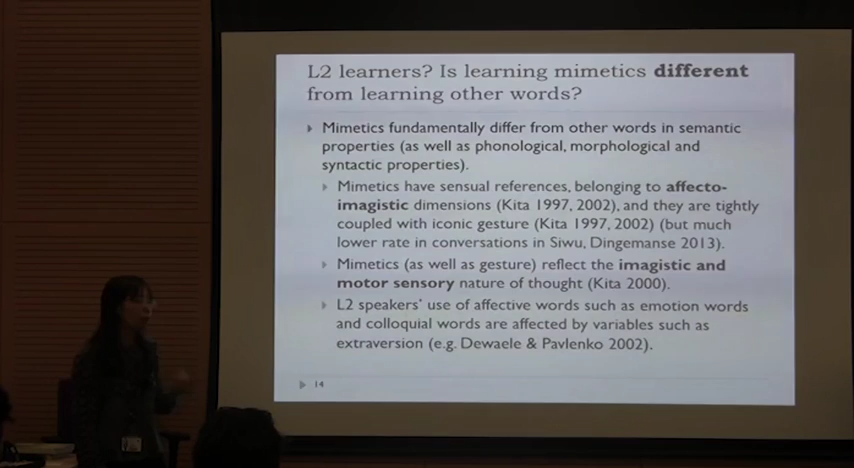 L2 learners? Is learning mimetics different
from learning other words?
Mimetics fundamentally differ from other words in semantic
properties (as well as phonological, morphological and
syntactic properties).
Mimetics have sensual references, belonging to affecto-
imagistic dimensions (Kita 1997, 2002), and they are tightly
coupled with iconic gesture (Kita 1997, 2002) (but much
lower rate in conversations in Siwu, Dingemanse 2013).
Mimetics (as well as gesture) reflect the imagistic and
motor sensory nature of thought (Kita 2000).
L2 speakers' use of affective words such as emotion words
and colloquial words are affected by variables such as
extraversion (e.g. Dewaele & Pavlenko 2002).
14